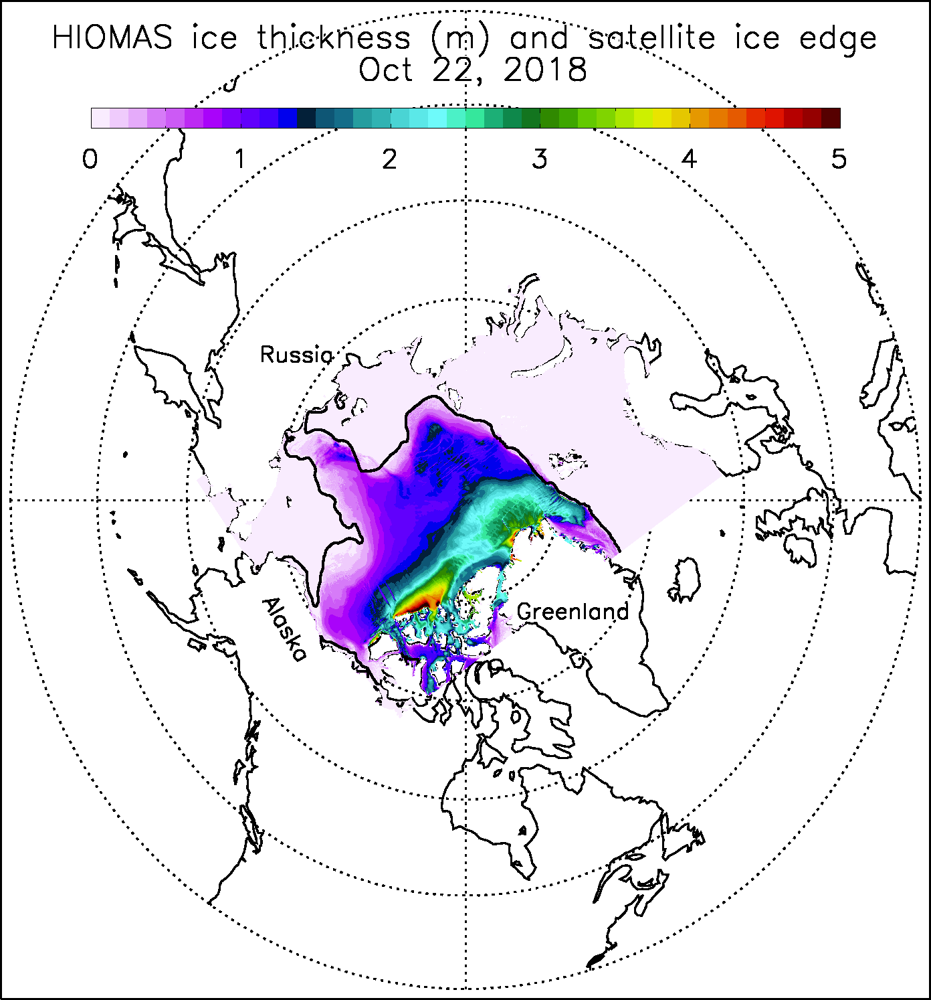 HIOMAS ice thickness (m) and satellite ice edge
Oct 22, 2018
0 1 2 3 4 5
Russia
Alaska
Greenland